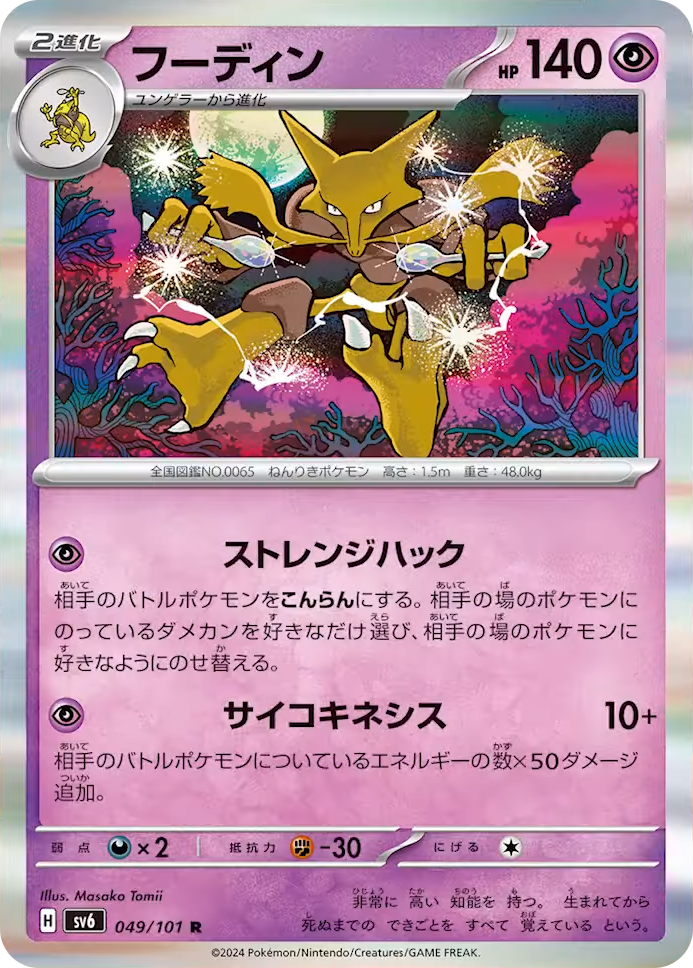 2進化
フーディン
HP 140
ユンゲラーから進化
全国図鑑NO.0065 ねんりきポケモン 高さ:1.5m 重さ:48.0kg
ストレンジハック
相手のバトルポケモンをこんらんにする。相手の場のポケモンに
のっているダメカンを好きなだけ選び、相手の場のポケモンに
好きなようにのせ替える。
サイコキネシス 10+
相手のバトルポケモンについているエネルギーの数×50ダメージ
追加。
弱点 ×2 抵抗力 -30 にげる
Illus. Masako Tomii
非常に 高い 知能を 持つ。 生まれてから
死ぬまでの できごとを すべて 覚えている という。
H sv6 049/101 R
©2024 Pokémon/Nintendo/Creatures/GAME FREAK.